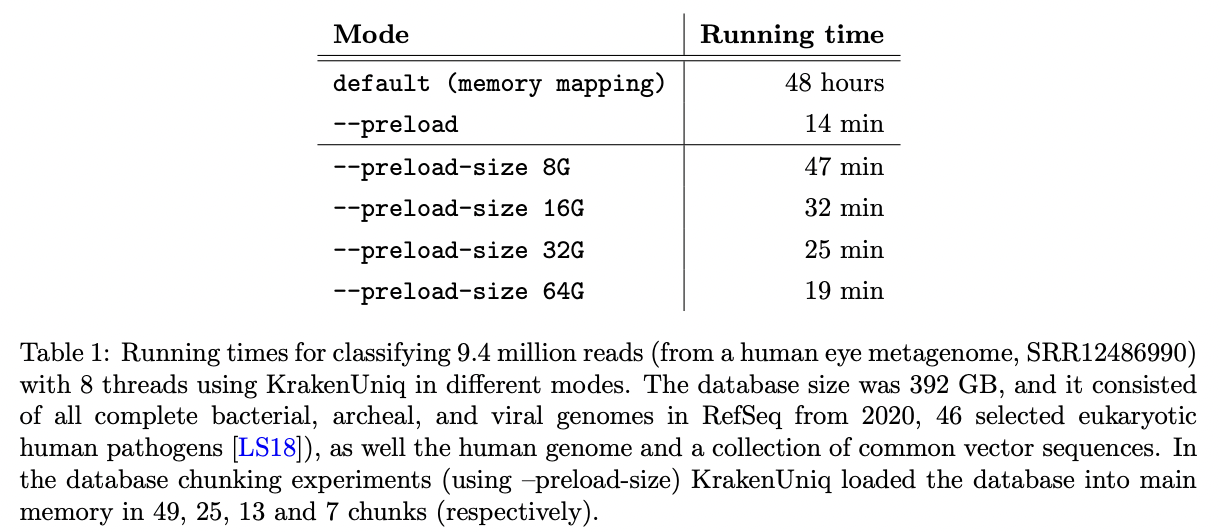 Mode Running time
default (memory mapping) 48 hours
--preload 14 min
--preload-size 8G 47 min
--preload-size 16G 32 min
--preload-size 32G 25 min
--preload-size 64G 19 min
Table 1: Running times for classifying 9.4 million reads (from a human eye metagenome, SRR12486990)
with 8 threads using KrakenUniq in different modes. The database size was 392 GB, and it consisted
of all complete bacterial, archeal, and viral genomes in RefSeq from 2020, 46 selected eukaryotic
human pathogens [LS18]), as well the human genome and a collection of common vector sequences. In
the database chunking experiments (using –preload-size) KrakenUniq loaded the database into main
memory in 49, 25, 13 and 7 chunks (respectively).